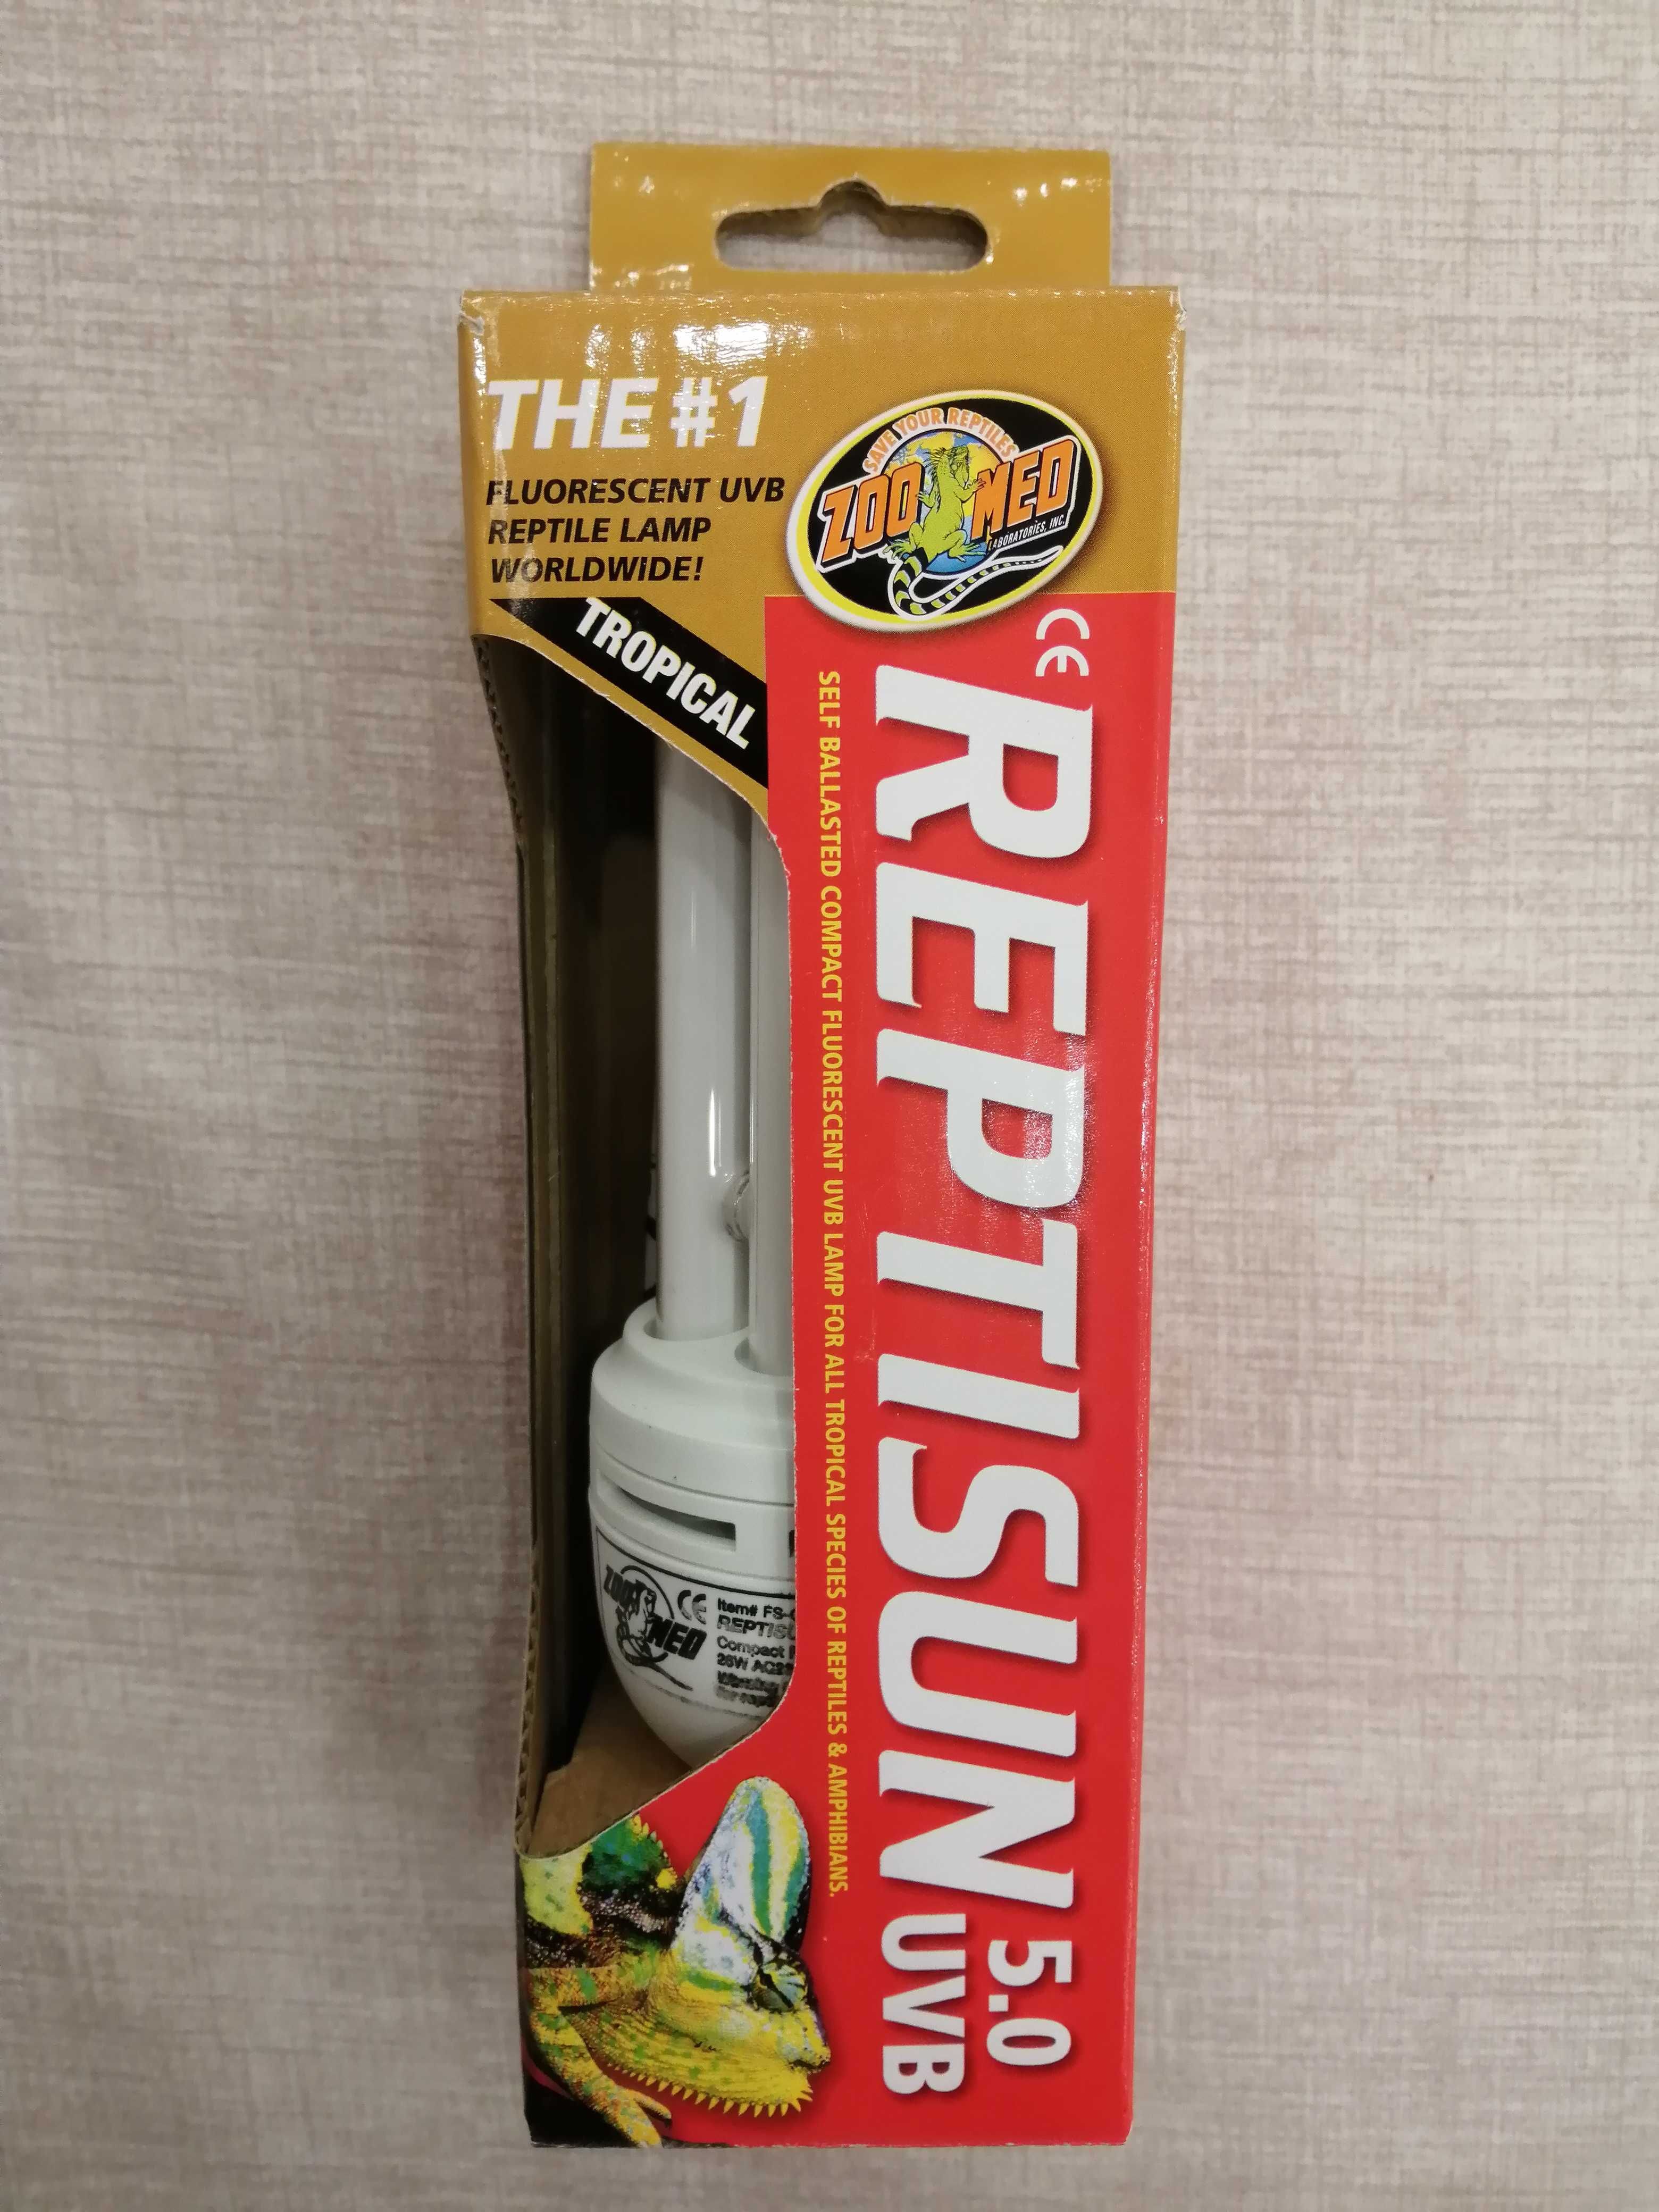 THE #1
FLUORESCENT UVB
REPTILE LAMP
WORLDWIDE!
SAVE YOUR REPTILES
ZOO MED
LABORATORIES, INC.
TROPICAL
CE
REPTISUN 5.0
UVB
SELF BALLASTED COMPACT FLUORESCENT UVB LAMP FOR ALL TROPICAL SPECIES OF REPTILES & AMPHIBIANS.
ZOO MED
CE
Item# FS-
REPTISU
Compact
26W